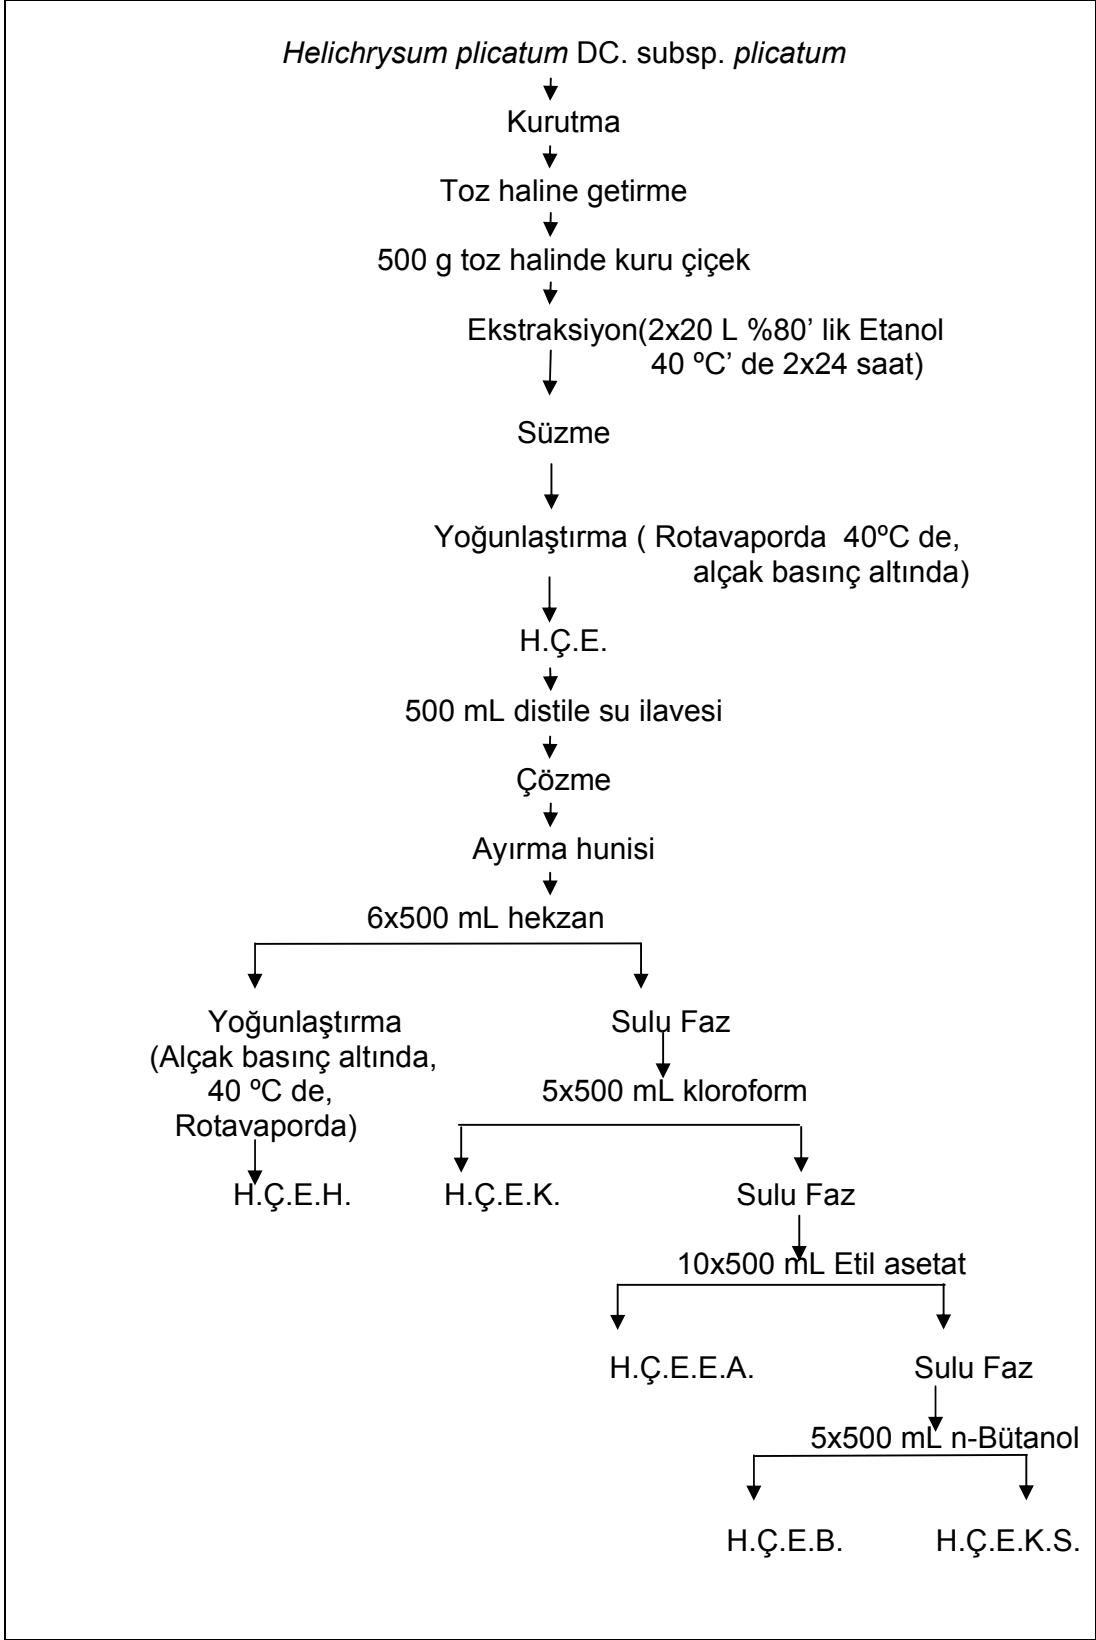 Helichrysum plicatum DC. subsp. plicatum
Kurutma
Toz haline getirme
500 g toz halinde kuru çiçek
Ekstraksiyon(2x20 L %80’ lik Etanol
40 ºC’ de 2x24 saat)
Süzme
Yoğunlaştırma ( Rotavaporda 40ºC de,
alçak basınç altında)
H.Ç.E.
500 mL distile su ilavesi
Çözme
Ayırma hunisi
6x500 mL hekzan
Yoğunlaştırma
(Alçak basınç altında,
40 ºC de,
Rotavaporda)
Sulu Faz
5x500 mL kloroform
H.Ç.E.H.
H.Ç.E.K.
Sulu Faz
10x500 mL Etil asetat
H.Ç.E.E.A.
Sulu Faz
5x500 mL n-Bütanol
H.Ç.E.B.
H.Ç.E.K.S.